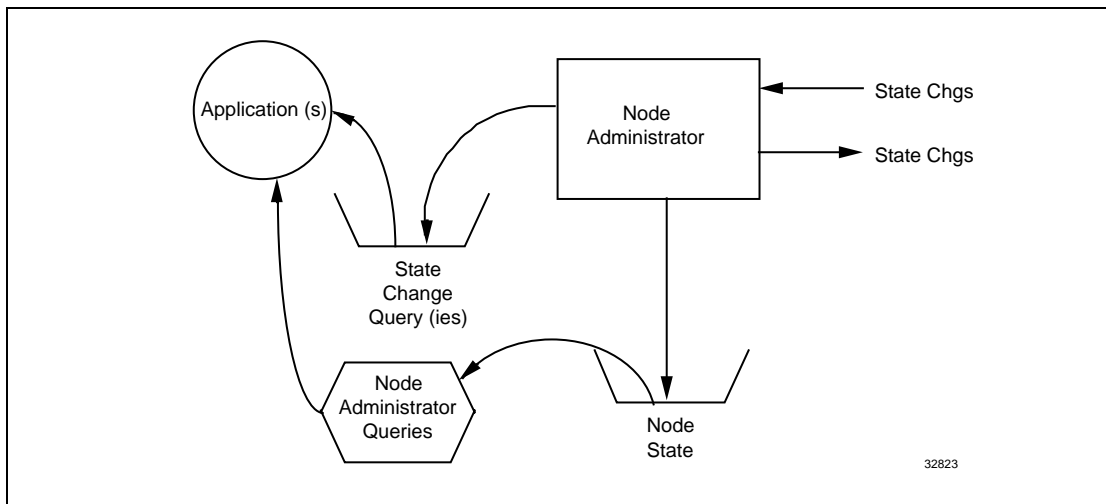 Application (s)
Node
Administrator
State Chgs
State Chgs
State
Change
Query (ies)
Node
Administrator
Queries
Node
State
32823